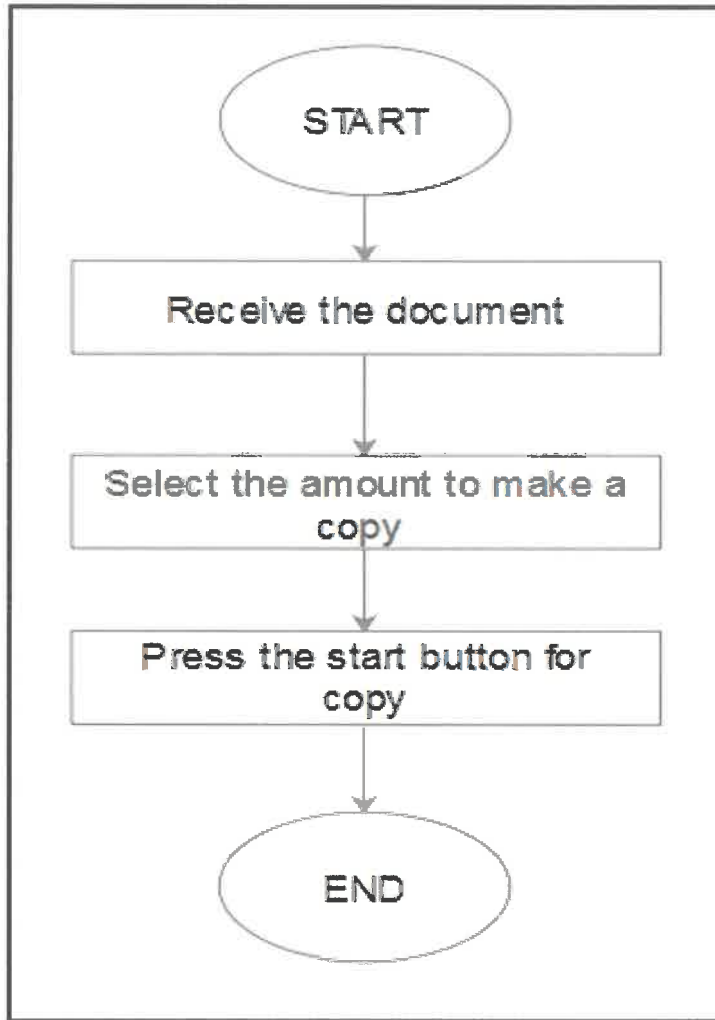 START
Receive the document
Select the amount to make a
copy
Press the start button for
copy
END